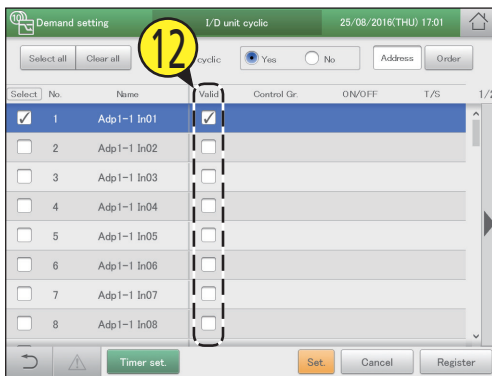 Demand setting I/D unit cyclic 25/08/2016(THU) 17:01
Select all Clear all 12 cyclic Yes No Address Order
Select No. Name Valid Control Gr. ON/OFF T/S 1/2
1 Adp1-1 In01
2 Adp1-1 In02
3 Adp1-1 In03
4 Adp1-1 In04
5 Adp1-1 In05
6 Adp1-1 In06
7 Adp1-1 In07
8 Adp1-1 In08
Timer set. Set. Cancel Register